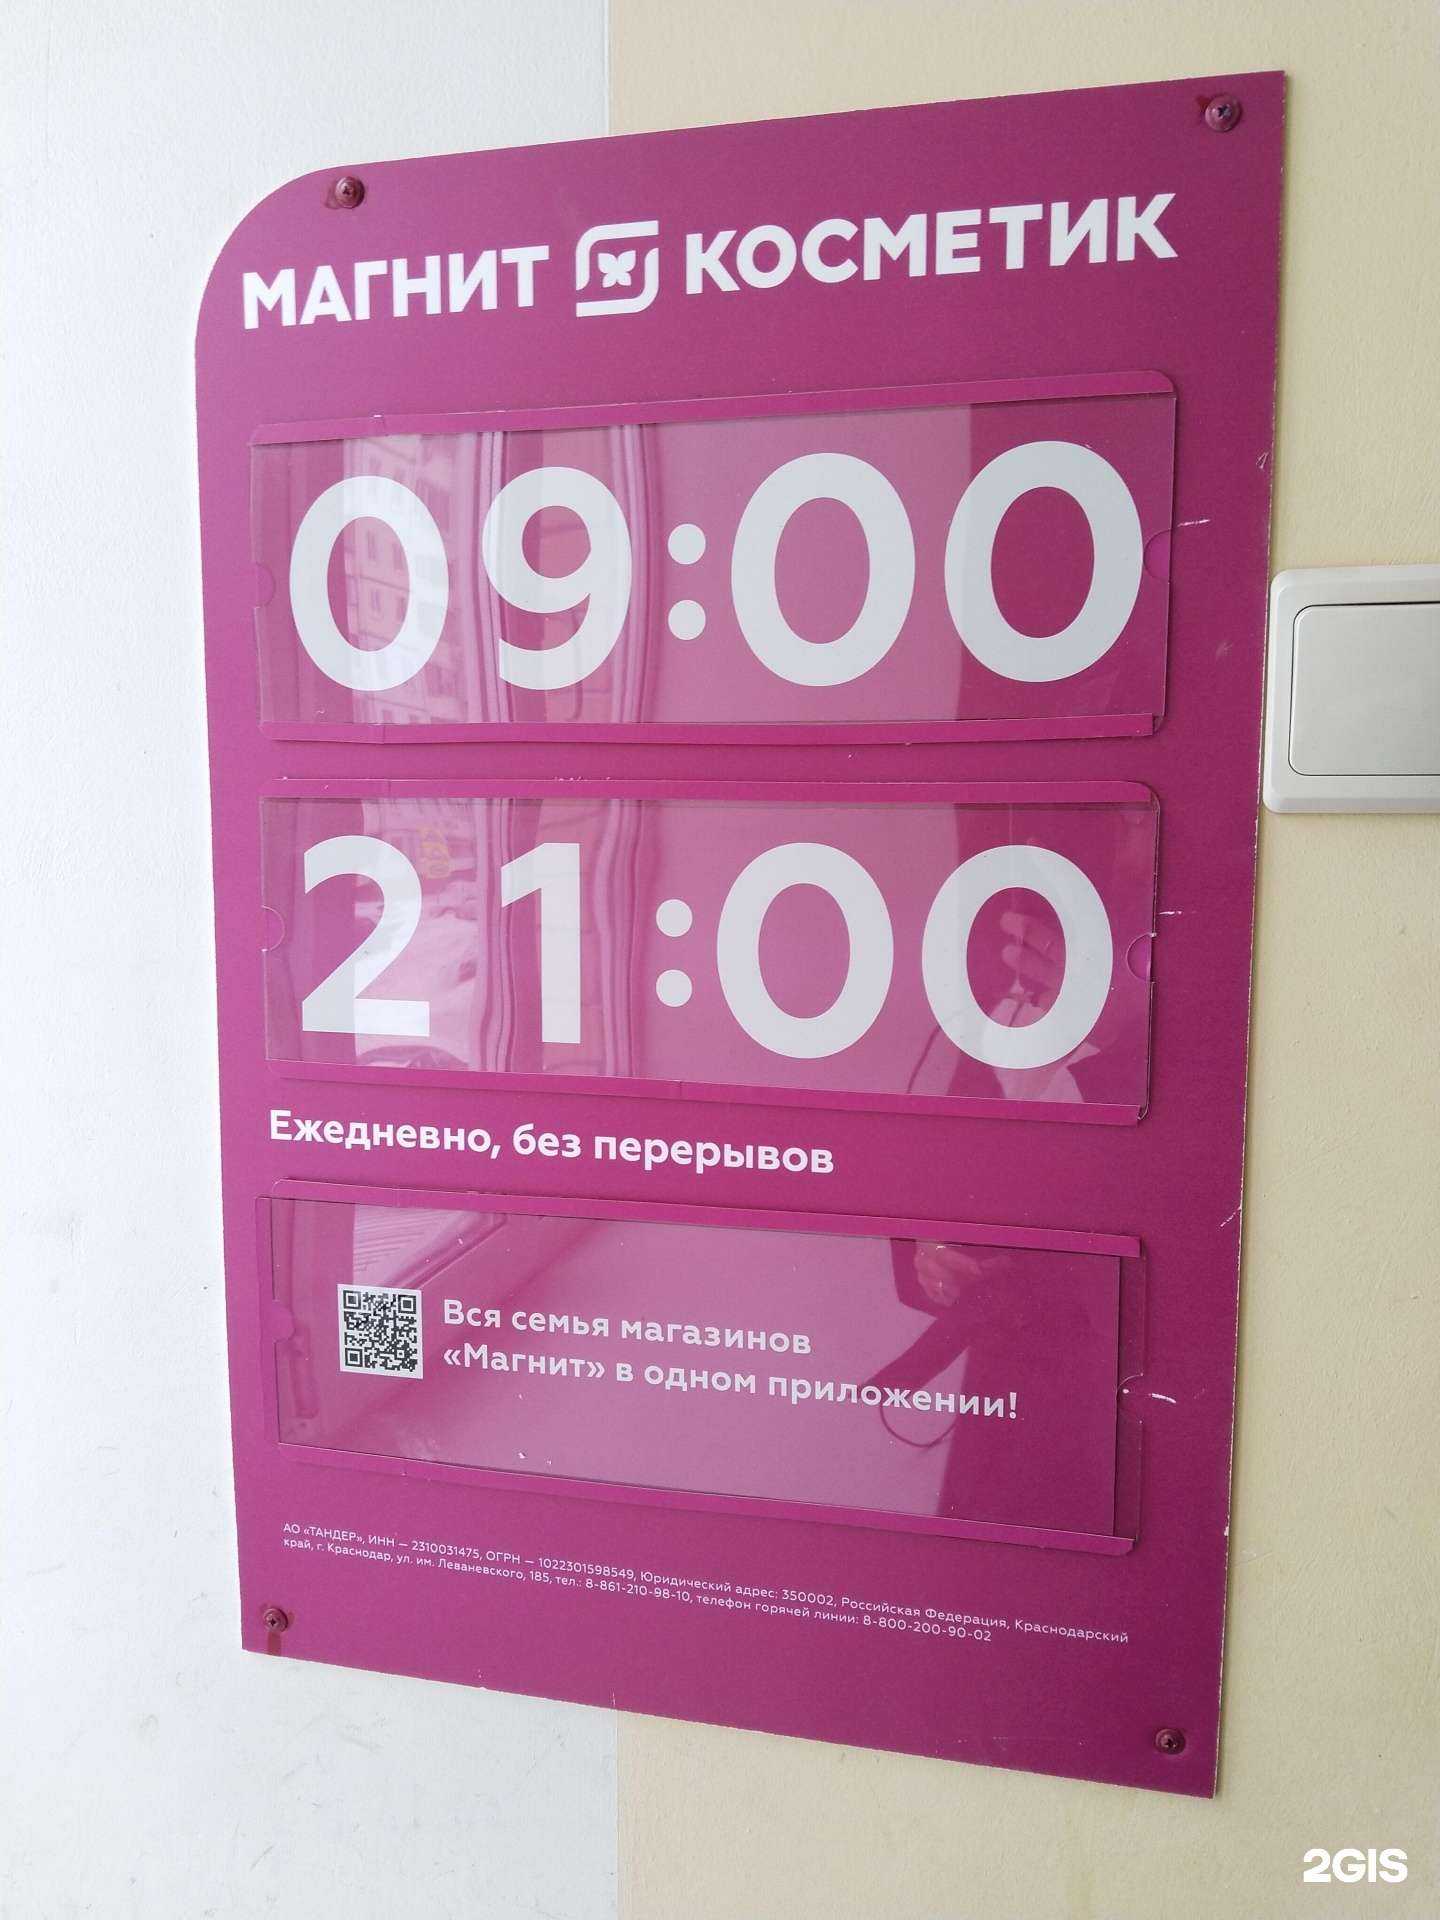 МАГНИТ КОСМЕТИК
09:00
21:00
Ежедневно, без перерывов
Вся семья магазинов
«Магнит» в одном приложении!
АО «ТАНДЕР», ИНН — 2310031475, ОГРН — 1022301598549, Юридический адрес: 350002, Российская Федерация, Краснодарский
край, г. Краснодар, ул. им. Леваневского, 185, тел.: 8-861-210-98-10, телефон горячей линии: 8-800-200-90-02
2GIS